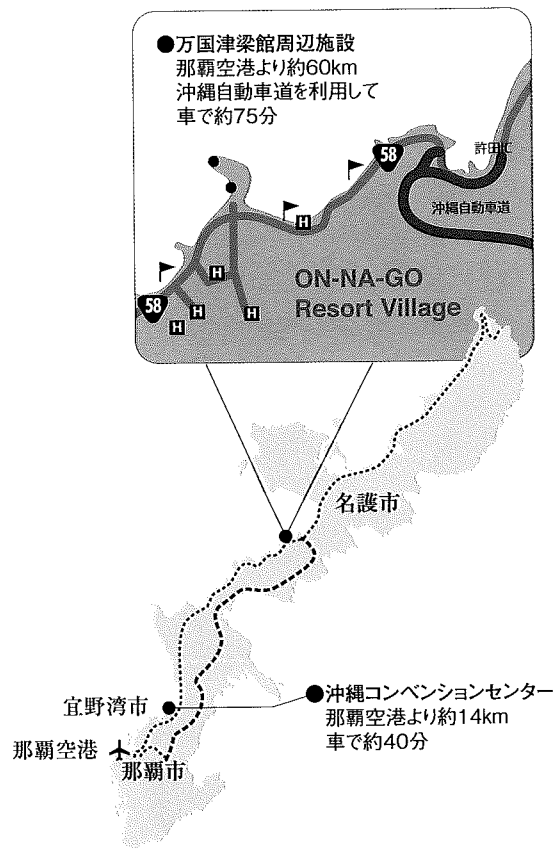 ●万国津梁館周辺施設
那覇空港より約60km
沖縄自動車道を利用して
車で約75分
58
許田IC
沖縄自動車道
H
H
ON-NA-GO
Resort Village
58
H
H
H
名護市
宜野湾市
●沖縄コンベンションセンター
那覇空港より約14km
車で約40分
那覇空港
那覇市